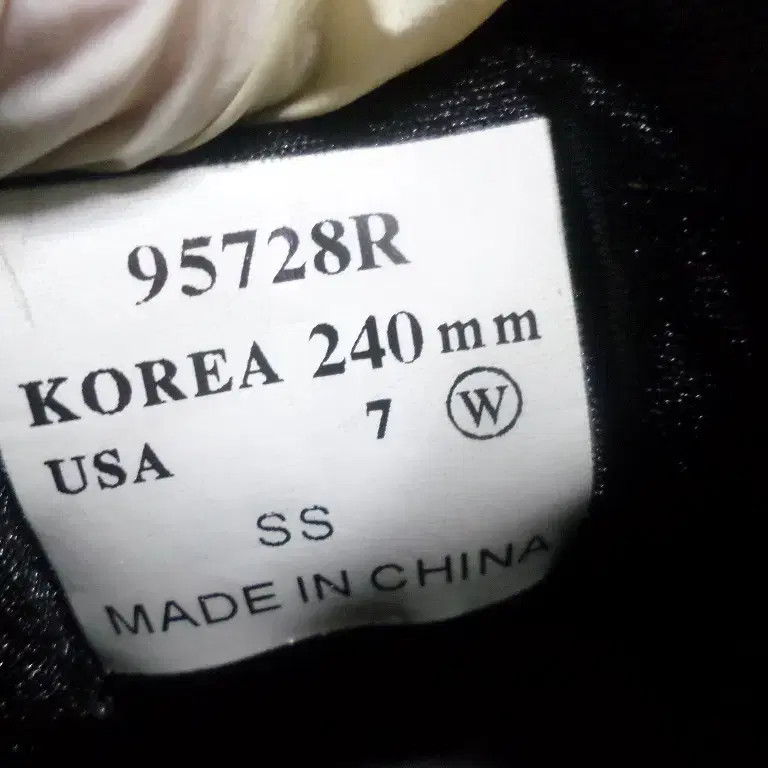 95728R
KOREA 240 mm
USA 7 Ⓦ
SS
MADE IN CHINA